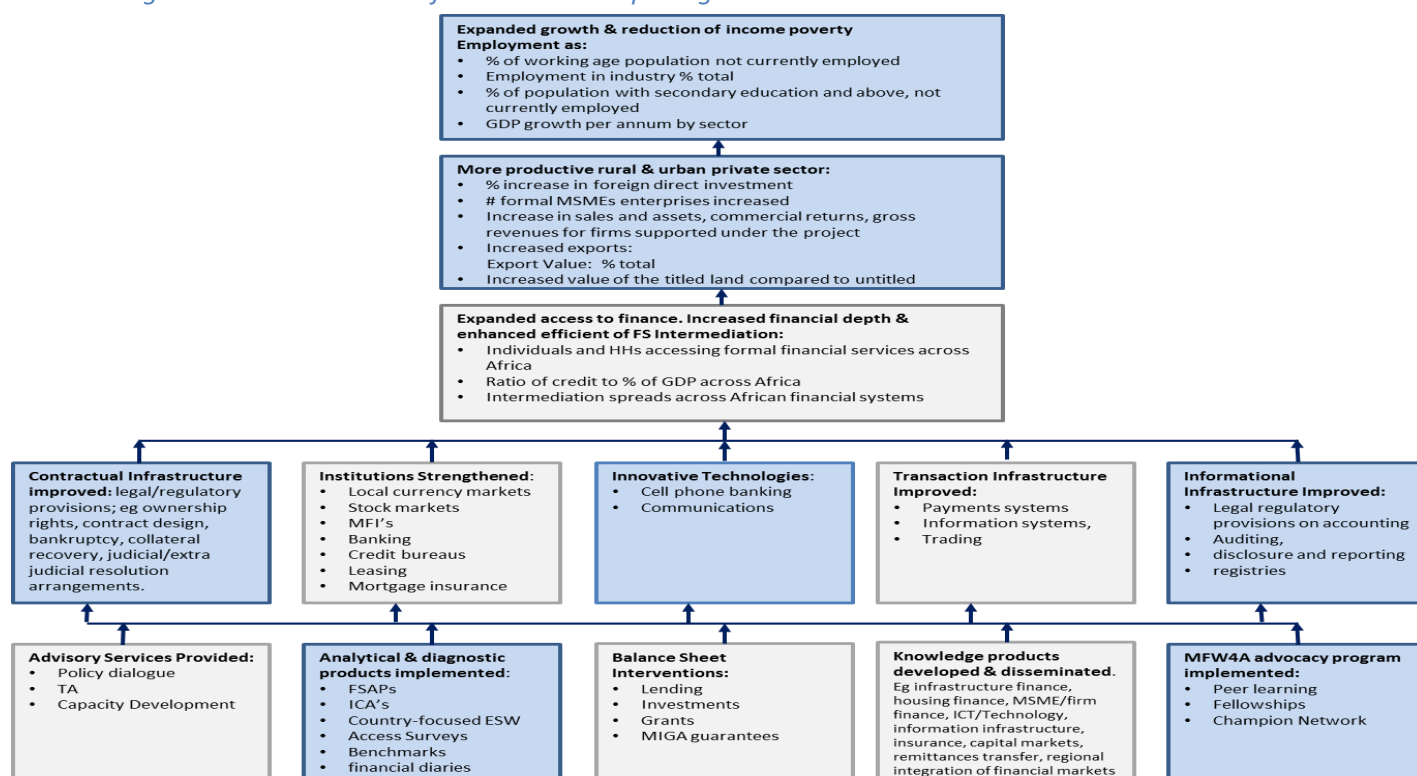 Expanded growth & reduction of income poverty
Employment as:
• % of working age population not currently employed
• Employment in industry % total
• % of population with secondary education and above, not
currently employed
• GDP growth per annum by sector
More productive rural & urban private sector:
• % increase in foreign direct investment
• # formal MSMEs enterprises increased
• Increase in sales and assets, commercial returns, gross
revenues for firms supported under the project
• Increased exports:
Export Value: % total
• Increased value of the titled land compared to untitled
Expanded access to finance. Increased financial depth &
enhanced efficient of FS Intermediation:
• Individuals and HHs accessing formal financial services across
Africa
• Ratio of credit to % of GDP across Africa
• Intermediation spreads across African financial systems
Contractual Infrastructure
improved: legal/regulatory
provisions; eg ownership
rights, contract design,
bankruptcy, collateral
recovery, judicial/extra
judicial resolution
arrangements.
Institutions Strengthened:
• Local currency markets
• Stock markets
• MFI's
• Banking
• Credit bureaus
• Leasing
• Mortgage insurance
Innovative Technologies:
• Cell phone banking
• Communications
Transaction Infrastructure
Improved:
• Payments systems
• Information systems,
• Trading
Informational
Infrastructure Improved:
• Legal regulatory
provisions on accounting
• Auditing,
• disclosure and reporting
• registries
Advisory Services Provided:
• Policy dialogue
• TA
• Capacity Development
Analytical & diagnostic
products implemented:
• FSAPs
• ICA's
• Country-focused ESW
• Access Surveys
• Benchmarks
• financial diaries
Balance Sheet
Interventions:
• Lending
• Investments
• Grants
• MIGA guarantees
Knowledge products
developed & disseminated.
Eg infrastructure finance,
housing finance, MSME/firm
finance, ICT/Technology,
information infrastructure,
insurance, capital markets,
remittances transfer, regional
integration of financial markets
MFW4A advocacy program
implemented:
• Peer learning
• Fellowships
• Champion Network